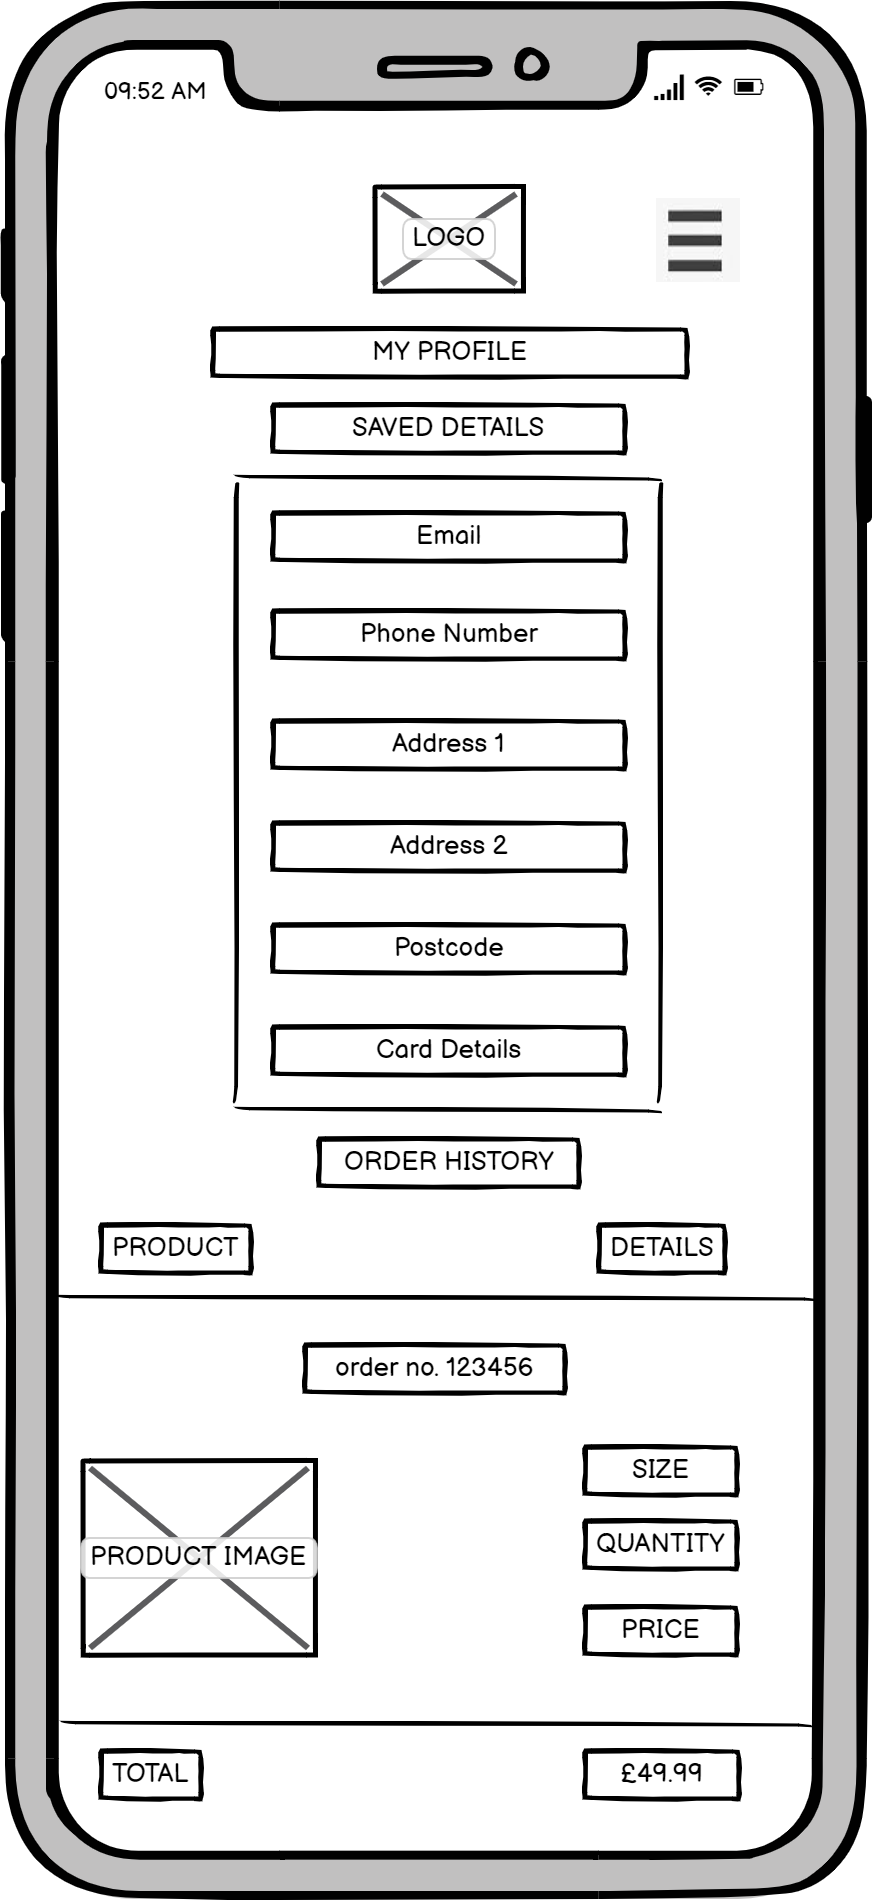 09:52 AM
LOGO
MY PROFILE
SAVED DETAILS
Email
Phone Number
Address 1
Address 2
Postcode
Card Details
ORDER HISTORY
PRODUCT DETAILS
order no. 123456
SIZE
QUANTITY
PRODUCT IMAGE
PRICE
TOTAL £49.99